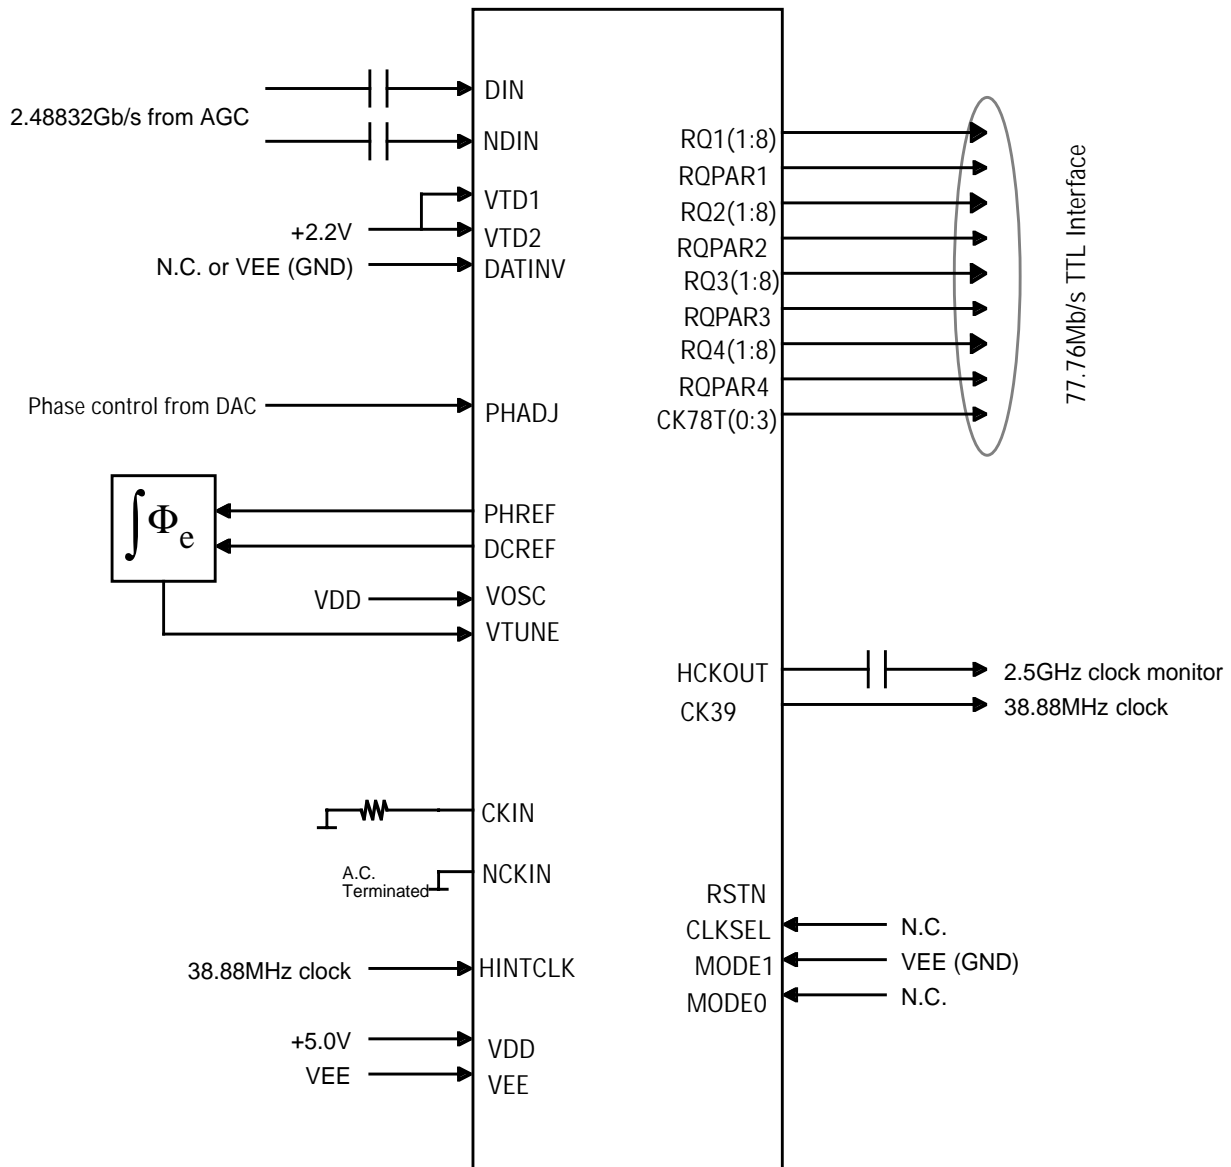 2.48832Gb/s from AGC
DIN
NDIN
VTD1
+2.2V
VTD2
N.C. or VEE (GND)
DATINV
Phase control from DAC
PHADJ
∫Φe
PHREF
DCREF
VDD
VOSC
VTUNE
CKIN
A.C.
Terminated
NCKIN
38.88MHz clock
HINTCLK
+5.0V
VDD
VEE
VEE
RQ1(1:8)
RQPAR1
RQ2(1:8)
RQPAR2
RQ3(1:8)
RQPAR3
RQ4(1:8)
RQPAR4
CK78T(0:3)
77.76Mb/s TTL Interface
HCKOUT
2.5GHz clock monitor
CK39
38.88MHz clock
RSTN
CLKSEL
N.C.
MODE1
VEE (GND)
MODE0
N.C.